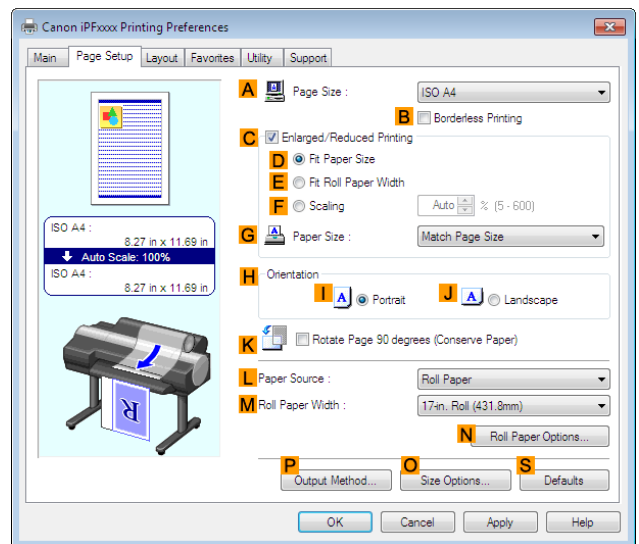 Canon iPFxxxx Printing Preferences
Main Page Setup Layout Favorites Utility Support
A Page Size : ISO A4
B Borderless Printing
C Enlarged/Reduced Printing
D Fit Paper Size
E Fit Roll Paper Width
F Scaling Auto % (5 - 600)
G Paper Size : Match Page Size
ISO A4 :
8.27 in x 11.69 in
Auto Scale: 100%
ISO A4 :
8.27 in x 11.69 in
H Orientation
I A Portrait J A Landscape
K Rotate Page 90 degrees (Conserve Paper)
R
L Paper Source : Roll Paper
M Roll Paper Width : 17-in. Roll (431.8mm)
N Roll Paper Options...
P Output Method... O Size Options... S Defaults
OK Cancel Apply Help